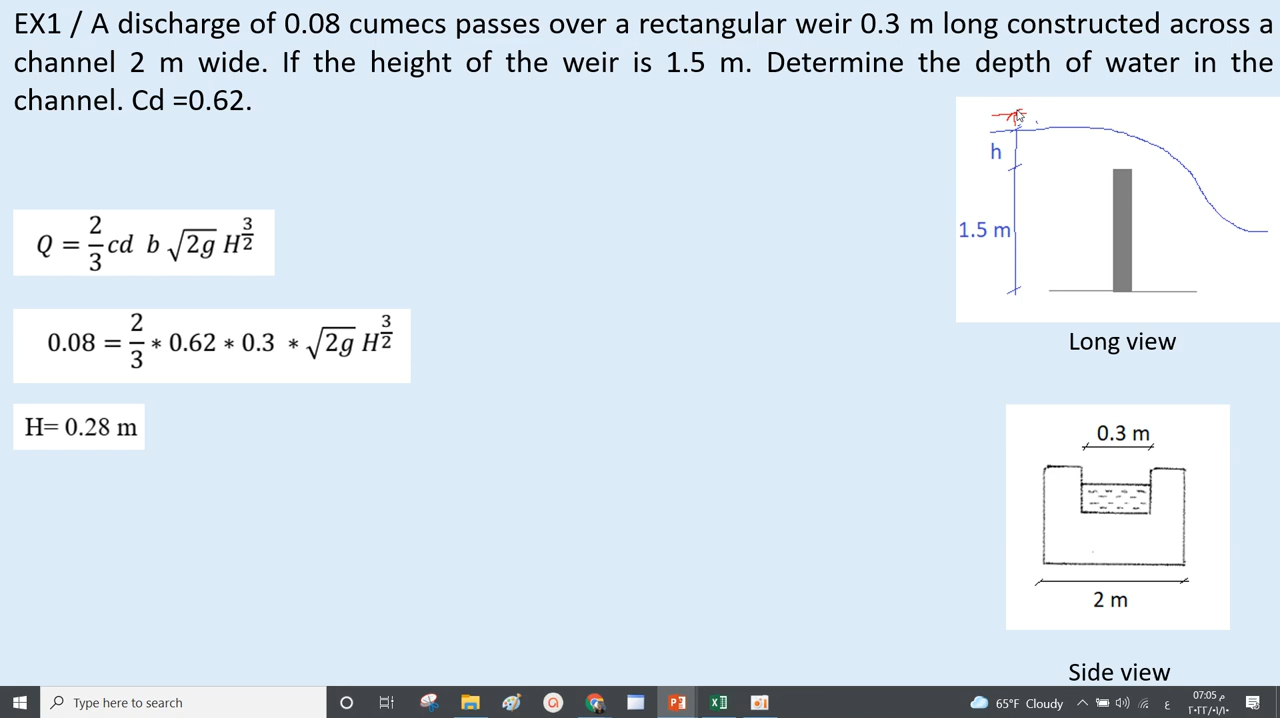 EX1 / A discharge of 0.08 cumecs passes over a rectangular weir 0.3 m long constructed across a
channel 2 m wide. If the height of the weir is 1.5 m. Determine the depth of water in the
channel. Cd =0.62.
h
1.5 m
Long view
Q = 2/3 cd b √2g H^3/2
0.08 = 2/3 * 0.62 * 0.3 * √2g H^3/2
H= 0.28 m
0.3 m
2 m
Side view
Type here to search
65°F Cloudy
ع
07:05 م